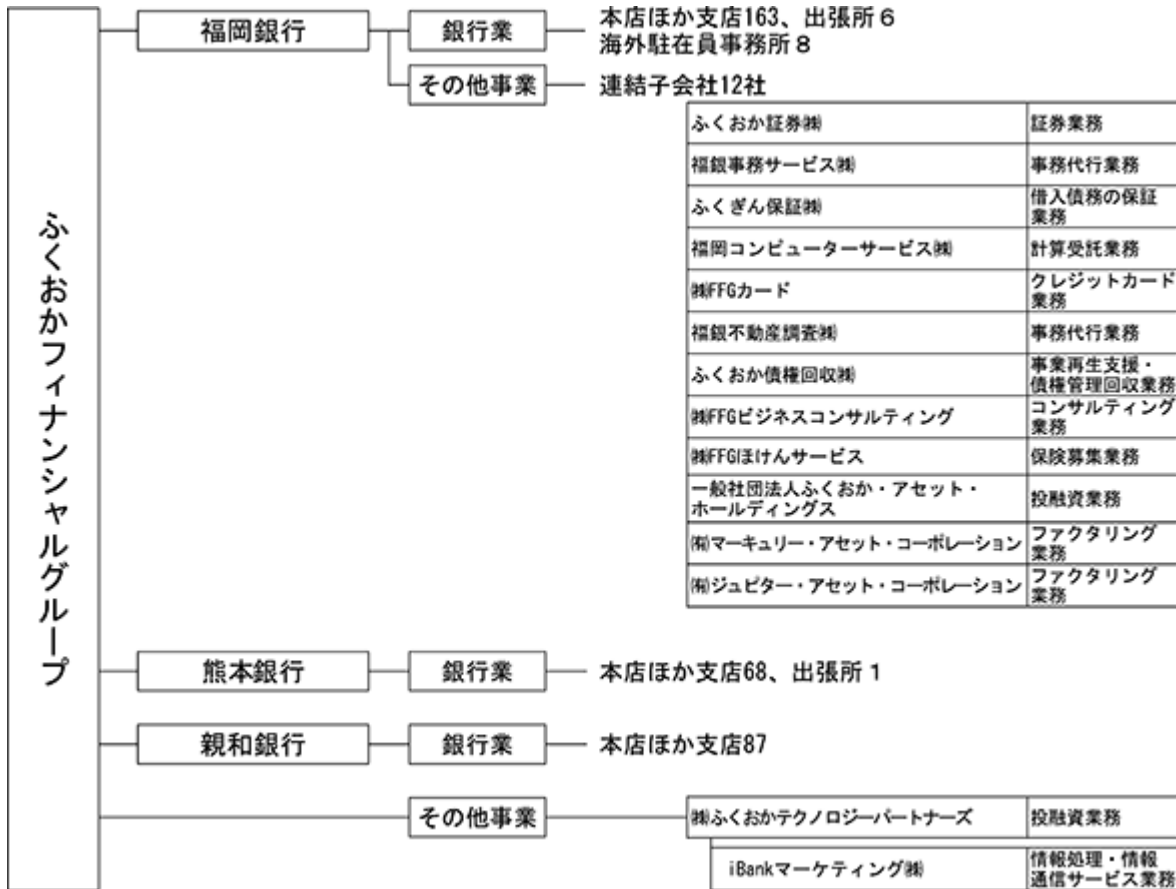 ふくおかフィナンシャルグループ
福岡銀行
銀行業
本店ほか支店163、出張所6
海外駐在員事務所8
その他事業
連結子会社12社
ふくおか証券㈱
証券業務
福銀事務サービス㈱
事務代行業務
ふくぎん保証㈱
借入債務の保証
業務
福岡コンピューターサービス㈱
計算受託業務
㈱FFGカード
クレジットカード
業務
福銀不動産調査㈱
事務代行業務
ふくおか債権回収㈱
事業再生支援・
債権管理回収業務
㈱FFGビジネスコンサルティング
コンサルティング
業務
㈱FFGほけんサービス
保険募集業務
一般社団法人ふくおか・アセット・
ホールディングス
投融資業務
㈲マーキュリー・アセット・コーポレーション
ファクタリング
業務
㈲ジュピター・アセット・コーポレーション
ファクタリング
業務
熊本銀行
銀行業
本店ほか支店68、出張所1
親和銀行
銀行業
本店ほか支店87
その他事業
㈱ふくおかテクノロジーパートナーズ
投融資業務
iBankマーケティング㈱
情報処理・情報
通信サービス業務